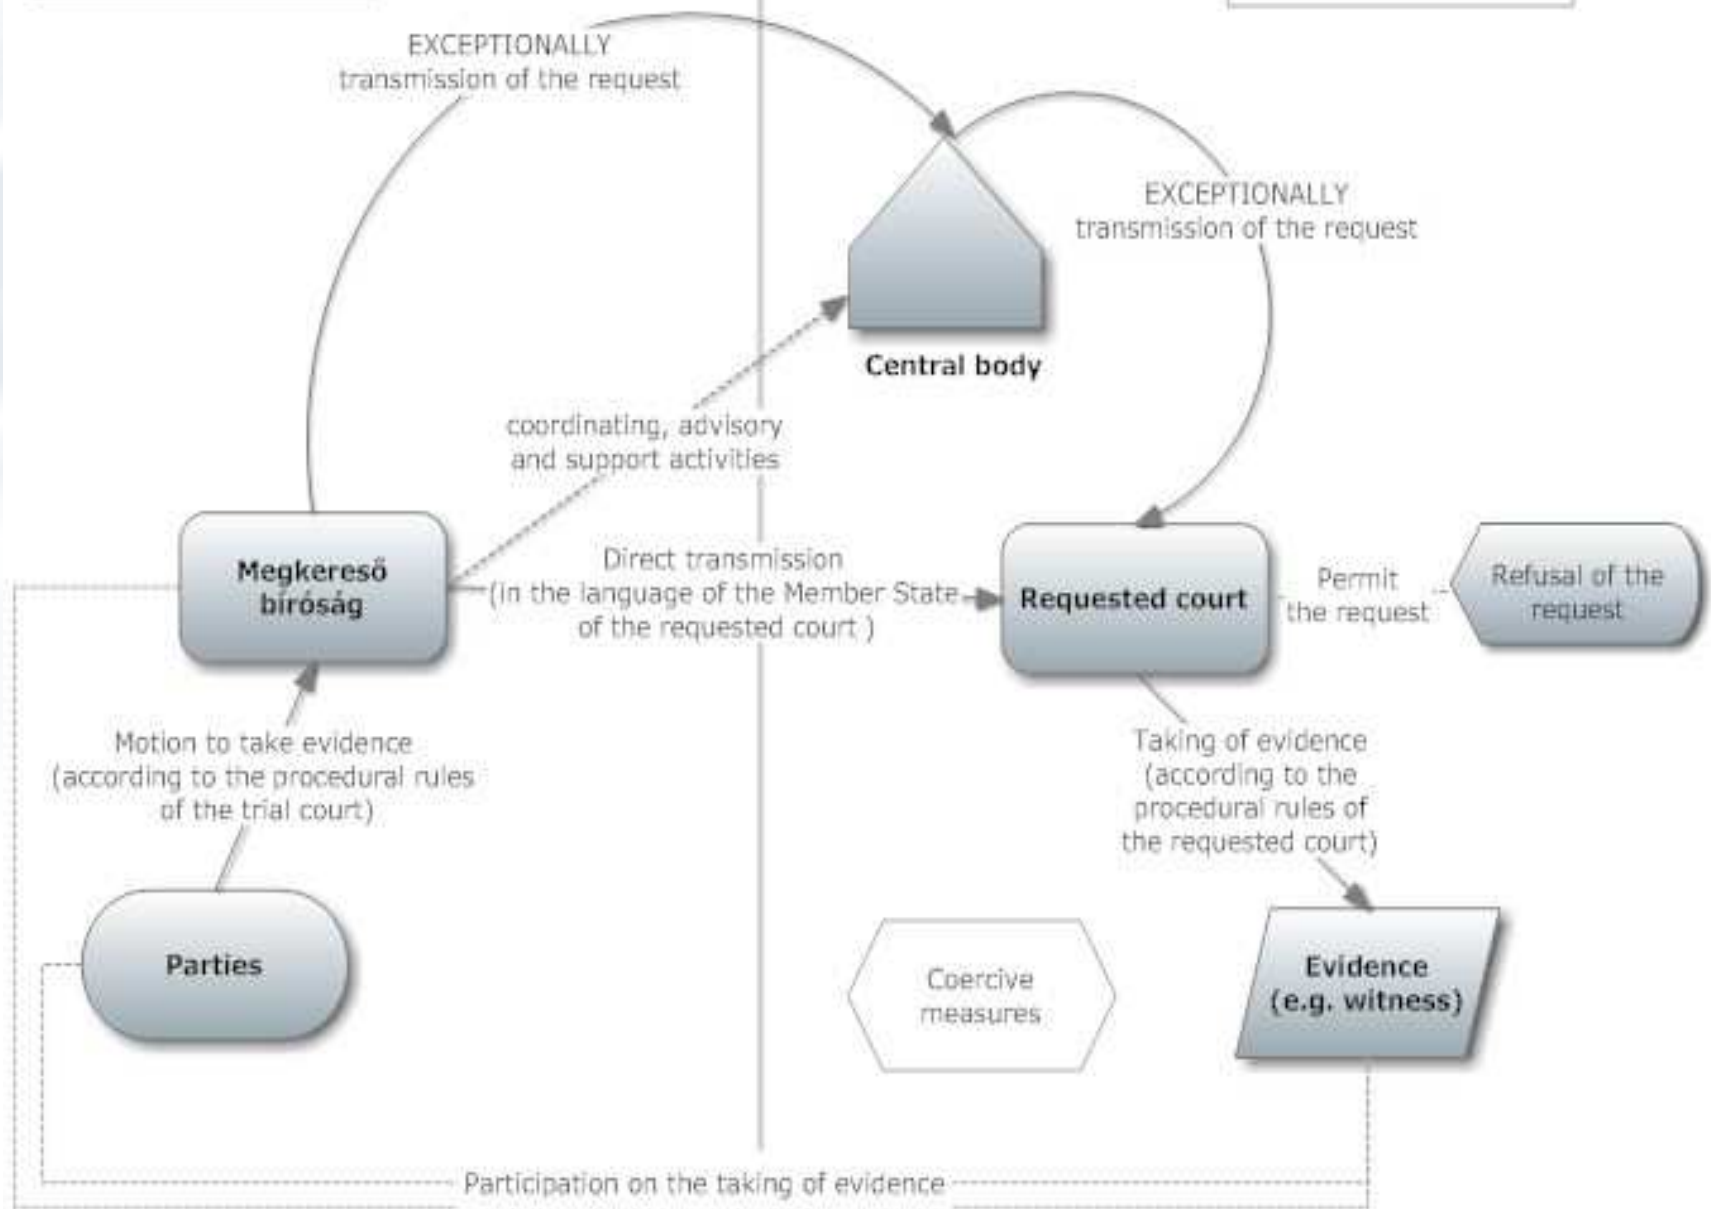 EXCEPTIONALLY
transmission of the request
EXCEPTIONALLY
transmission of the request
Central body
coordinating, advisory
and support activities
Megkereső
bíróság
Direct transmission
(in the language of the Member State
of the requested court )
Requested court
Permit
the request
Refusal of the
request
Motion to take evidence
(according to the procedural rules
of the trial court)
Taking of evidence
(according to the
procedural rules of
the requested court)
Parties
Coercive
measures
Evidence
(e.g. witness)
Participation on the taking of evidence